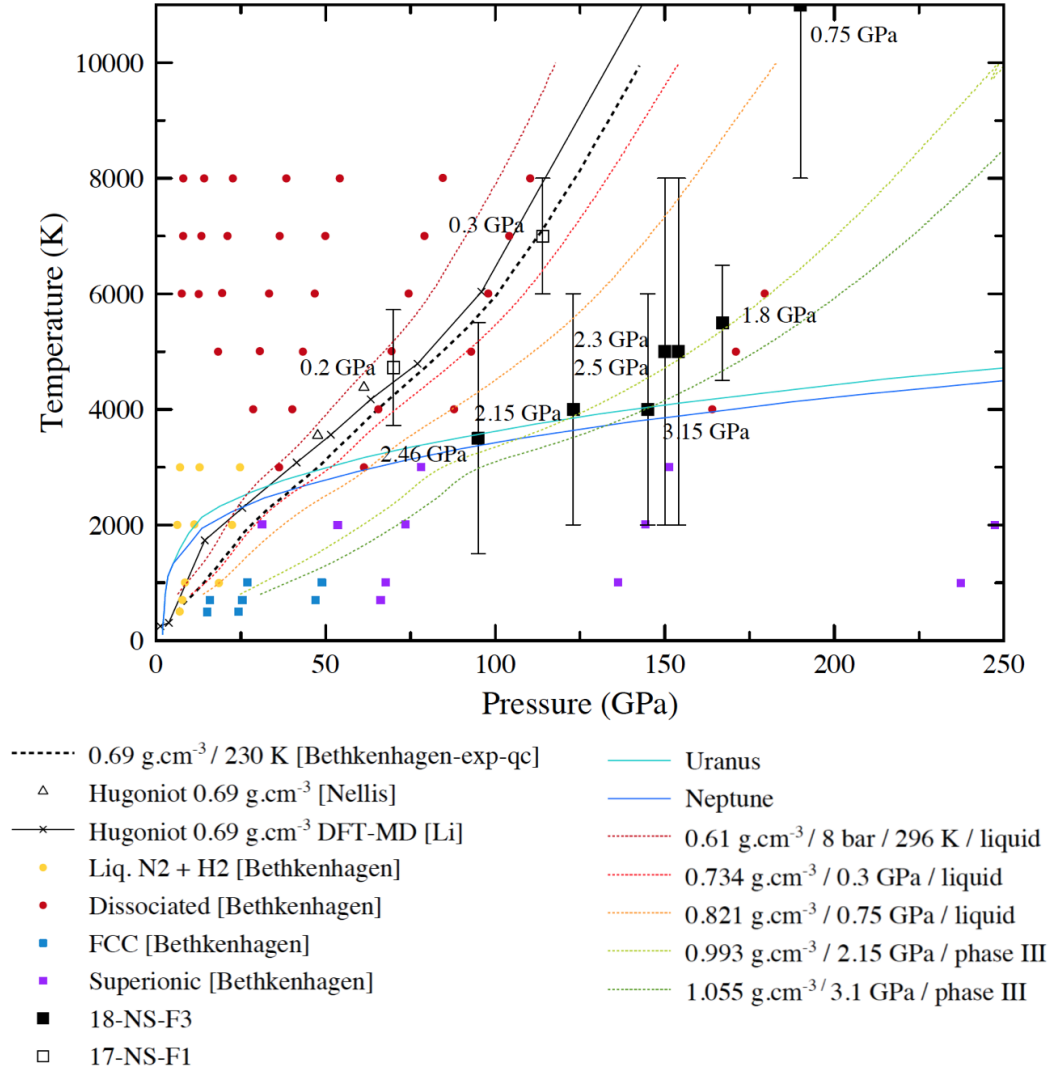 10000
8000
6000
4000
2000
0
Temperature (K)
0.75 GPa
0.3 GPa
0.2 GPa
2.3 GPa
2.5 GPa
1.8 GPa
2.15 GPa
3.15 GPa
2.46 GPa
0 50 100 150 200 250
Pressure (GPa)
0.69 g.cm⁻³ / 230 K [Bethkenhagen-exp-qc]
Hugoniot 0.69 g.cm⁻³ [Nellis]
Hugoniot 0.69 g.cm⁻³ DFT-MD [Li]
Liq. N2 + H2 [Bethkenhagen]
Dissociated [Bethkenhagen]
FCC [Bethkenhagen]
Superionic [Bethkenhagen]
18-NS-F3
17-NS-F1
Uranus
Neptune
0.61 g.cm⁻³ / 8 bar / 296 K / liquid
0.734 g.cm⁻³ / 0.3 GPa / liquid
0.821 g.cm⁻³ / 0.75 GPa / liquid
0.993 g.cm⁻³ / 2.15 GPa / phase III
1.055 g.cm⁻³ / 3.1 GPa / phase III